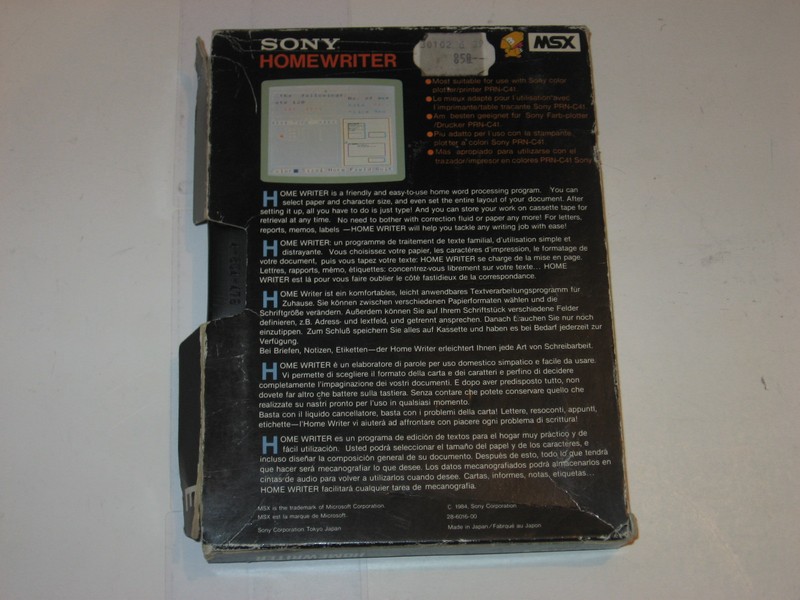 SONY
HOMEWRITER
MSX
Most suitable for use with Sony color
plotter/printer PRN-C41.
Le mieux adapté pour l'utilisation avec
l'imprimante/table traçante Sony PRN-C41.
Am besten geeignet für Sony Farb-plotter
/Drucker PRN-C41.
Piu adatto per l'uso con le stampante
plotter a colori Sony PRN-C41.
Más apropiado para utilizarse con el
trazador/impresor en colores PRN-C41 Sony
HOME WRITER is a friendly and easy-to-use home word processing program. You can
select paper and character size, and even set the entire layout of your document. After
setting it up, all you have to do is just type! And you can store your work on cassette tape for
retrieval at any time. No need to bother with correction fluid or paper any more! For letters,
reports, memos, labels —HOME WRITER will help you tackle any writing job with ease!
HOME WRITER: un programme de traitement de texte familial, d'utilisation simple et
distrayante. Vous choisissez votre papier, les caractères d'impression, le formatage de
votre document, puis vous tapez votre texte: HOME WRITER se charge de la mise en page.
Lettres, rapports, mémo, étiquettes: concentrez-vous librement sur votre texte... HOME
WRITER est là pour vous faire oublier le côté fastidieux de la correspondance.
HOME Writer ist ein komfortables, leicht anwendbares Textverarbeitungsprogramm für
Zuhause. Sie können zwischen verschiedenen Papierformaten wählen und die
Schriftgröße verändern. Außerdem können Sie auf Ihrem Schriftstück verschiedene Felder
definieren, z.B. Adress- und textfeld, und getrennt ansprechen. Danach brauchen Sie nur noch
einzutippen. Zum Schluß speichern Sie alles auf Kassette und haben es bei Bedarf jederzeit zur
Verfügung.
Bei Briefen, Notizen, Etiketten—der Home Writer erleichtert Ihnen jede Art von Schreibarbeit.
HOME WRITER è un elaboratore di parole per uso domestico simpatico e facile da usare.
Vi permette di scegliere il formato della carta e dei caratteri e perfino di decidere
completamente l'impaginazione dei vostri documenti. E dopo aver predisposto tutto, non
dovete far altro che battere sulla tastiera. Senza contare che potete conservare quello che
realizzate su nastri pronto per l'uso in qualsiasi momento.
Basta con il liquido cancellatore, basta con i problemi della carta! Lettere, resoconti, appunti,
etichette—l'Home Writer vi aiuterà ad affrontare con piacere ogni problema di scrittura!
HOME WRITER es un programa de edición de textos para el hogar muy práctico y de
fácil utilización. Usted podrá seleccionar el tamaño del papel y de los caracteres, e
incluso diseñar la composición general de su documento. Después de esto, todo lo que tendrá
que hacer será mecanografiar lo que desee. Los datos mecanografiados podrá almacenarlos en
cintas de audio para volver a utilizarlos cuando desee. Cartas, informes, notas, etiquetas...
HOME WRITER facilitará cualquier tarea de mecanografía.
MSX is the trademark of Microsoft Corporation.
MSX est la marque de Microsoft.
Sony Corporation Tokyo Japan
© 1984, Sony Corporation
28-6016-00
Made in Japan/Fabriqué au Japon
HOMEWRITER